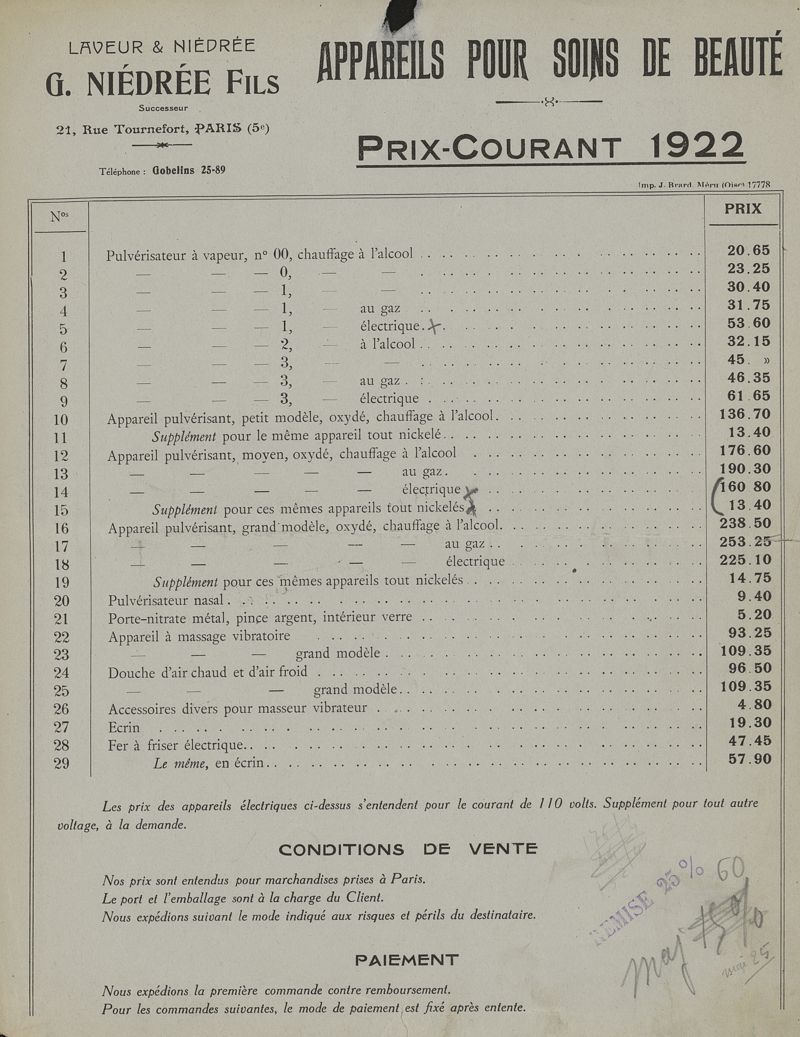 LAVEUR & NIÉDRÉE
G. NIÉDRÉE FILS
Successeur
21, Rue Tournefort, PARIS (5e)
Téléphone : Gobelins 25-89
APPAREILS POUR SOINS DE BEAUTÉ
PRIX-COURANT 1922
Imp. J. Brard. Méru (Oise) 17778
Nos PRIX
1 Pulvérisateur à vapeur, n° 00, chauffage à l'alcool 20.65
2 — — — 0, — — 23.25
3 — — — 1, — — 30.40
4 — — — 1, — au gaz 31.75
5 — — — 1, — électrique 53 60
6 — — — 2, — à l'alcool 32.15
7 — — — 3, — — 45. »
8 — — — 3, — au gaz 46.35
9 — — — 3, — électrique 61 65
10 Appareil pulvérisant, petit modèle, oxydé, chauffage à l'alcool 136.70
11 Supplément pour le même appareil tout nickelé 13.40
12 Appareil pulvérisant, moyen, oxydé, chauffage à l'alcool 176.60
13 — — — — — au gaz 190.30
14 — — — — — électrique 160 80
15 Supplément pour ces mêmes appareils tout nickelés 13.40
16 Appareil pulvérisant, grand modèle, oxydé, chauffage à l'alcool 238.50
17 — — — — — au gaz 253.25
18 — — — — — électrique 225.10
19 Supplément pour ces mêmes appareils tout nickelés 14.75
20 Pulvérisateur nasal 9.40
21 Porte-nitrate métal, pince argent, intérieur verre 5.20
22 Appareil à massage vibratoire 93.25
23 — — — grand modèle 109.35
24 Douche d'air chaud et d'air froid 96 50
25 — — — grand modèle 109.35
26 Accessoires divers pour masseur vibrateur 4.80
27 Ecrin 19.30
28 Fer à friser électrique 47.45
29 Le même, en écrin 57.90
Les prix des appareils électriques ci-dessus s'entendent pour le courant de 110 volts. Supplément pour tout autre
voltage, à la demande.
CONDITIONS DE VENTE
Nos prix sont entendus pour marchandises prises à Paris.
Le port et l'emballage sont à la charge du Client.
Nous expédions suivant le mode indiqué aux risques et périls du destinataire.
REMISE 25% 60
maj
mai 25
PAIEMENT
Nous expédions la première commande contre remboursement.
Pour les commandes suivantes, le mode de paiement est fixé après entente.